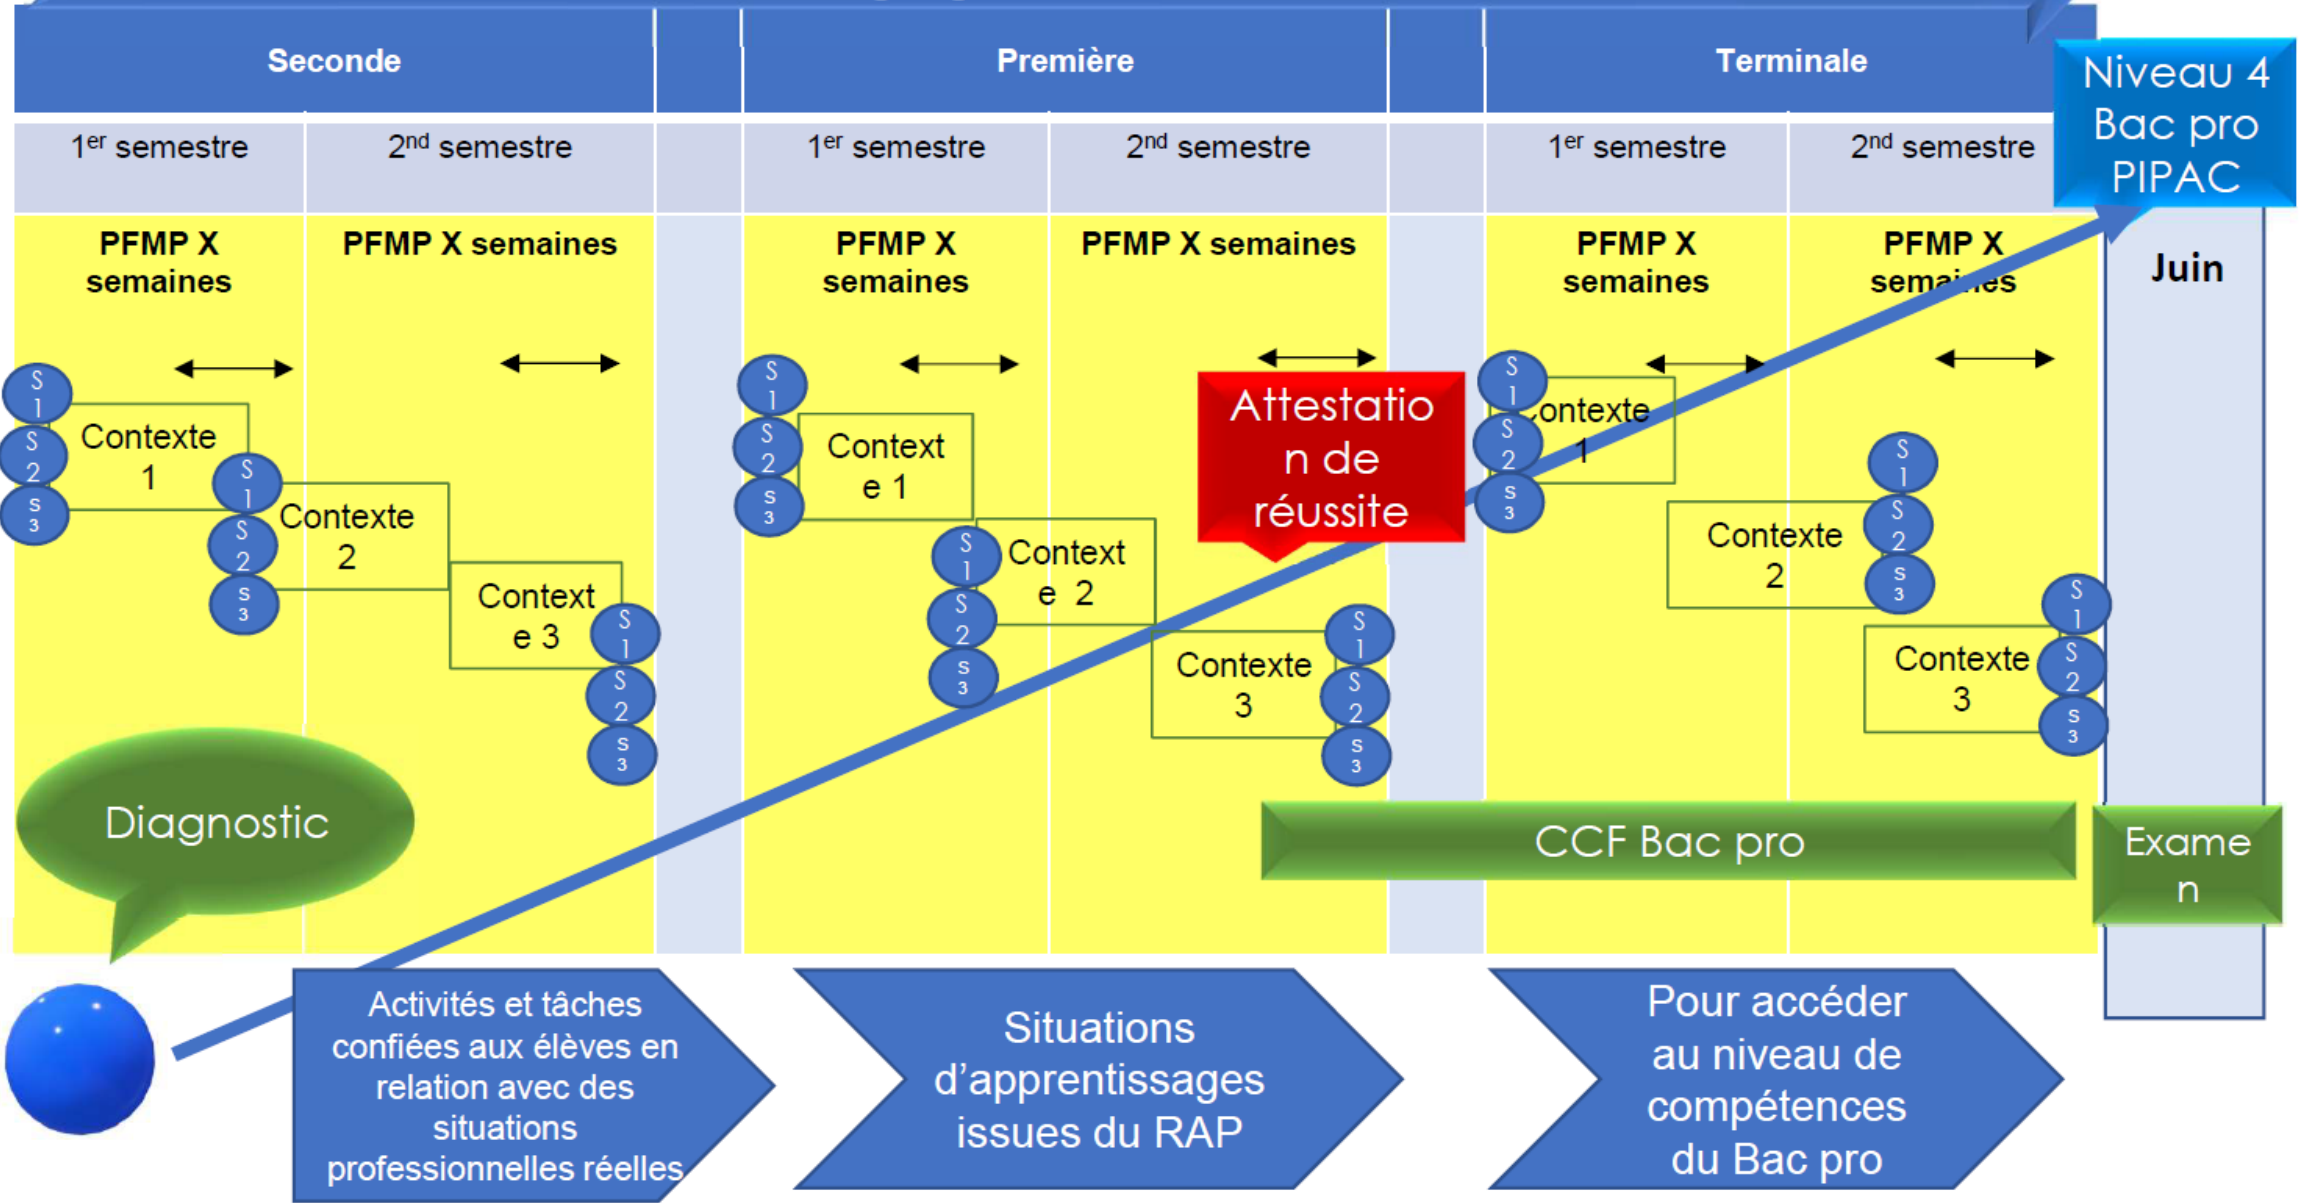 Seconde
Première
Terminale
Niveau 4
Bac pro
PIPAC
1er semestre
2nd semestre
1er semestre
2nd semestre
1er semestre
2nd semestre
PFMP X
semaines
PFMP X semaines
PFMP X
semaines
PFMP X semaines
PFMP X
semaines
PFMP X
semaines
Juin
S
1
S
2
s
3
Contexte
1
S
1
S
2
s
3
Contexte
2
Context
e 3
S
1
S
2
s
3
S
1
S
2
s
3
Context
e 1
S
1
S
2
s
3
Context
e 2
Contexte
3
S
1
S
2
s
3
Attestatio
n de
réussite
S
1
S
2
s
3
Contexte
1
Contexte
2
S
1
S
2
s
3
Contexte
3
S
1
S
2
s
3
Diagnostic
CCF Bac pro
Exame
n
Activités et tâches
confiées aux élèves en
relation avec des
situations
professionnelles réelles
Situations
d'apprentissages
issues du RAP
Pour accéder
au niveau de
compétences
du Bac pro